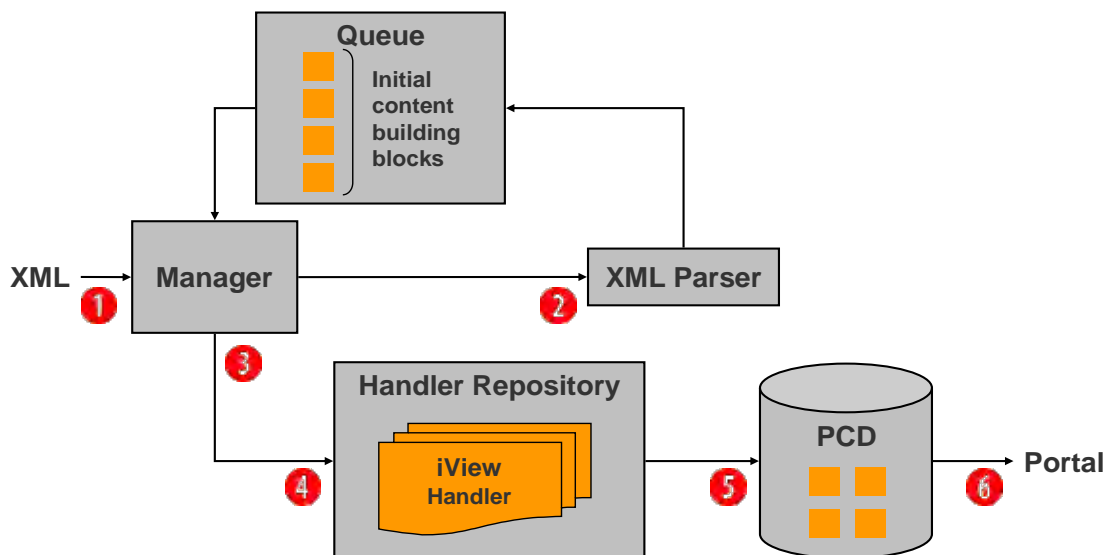 Queue
Initial
content
building
blocks
XML
Manager
XML Parser
1
2
3
Handler Repository
iView
Handler
PCD
Portal
4
5
6